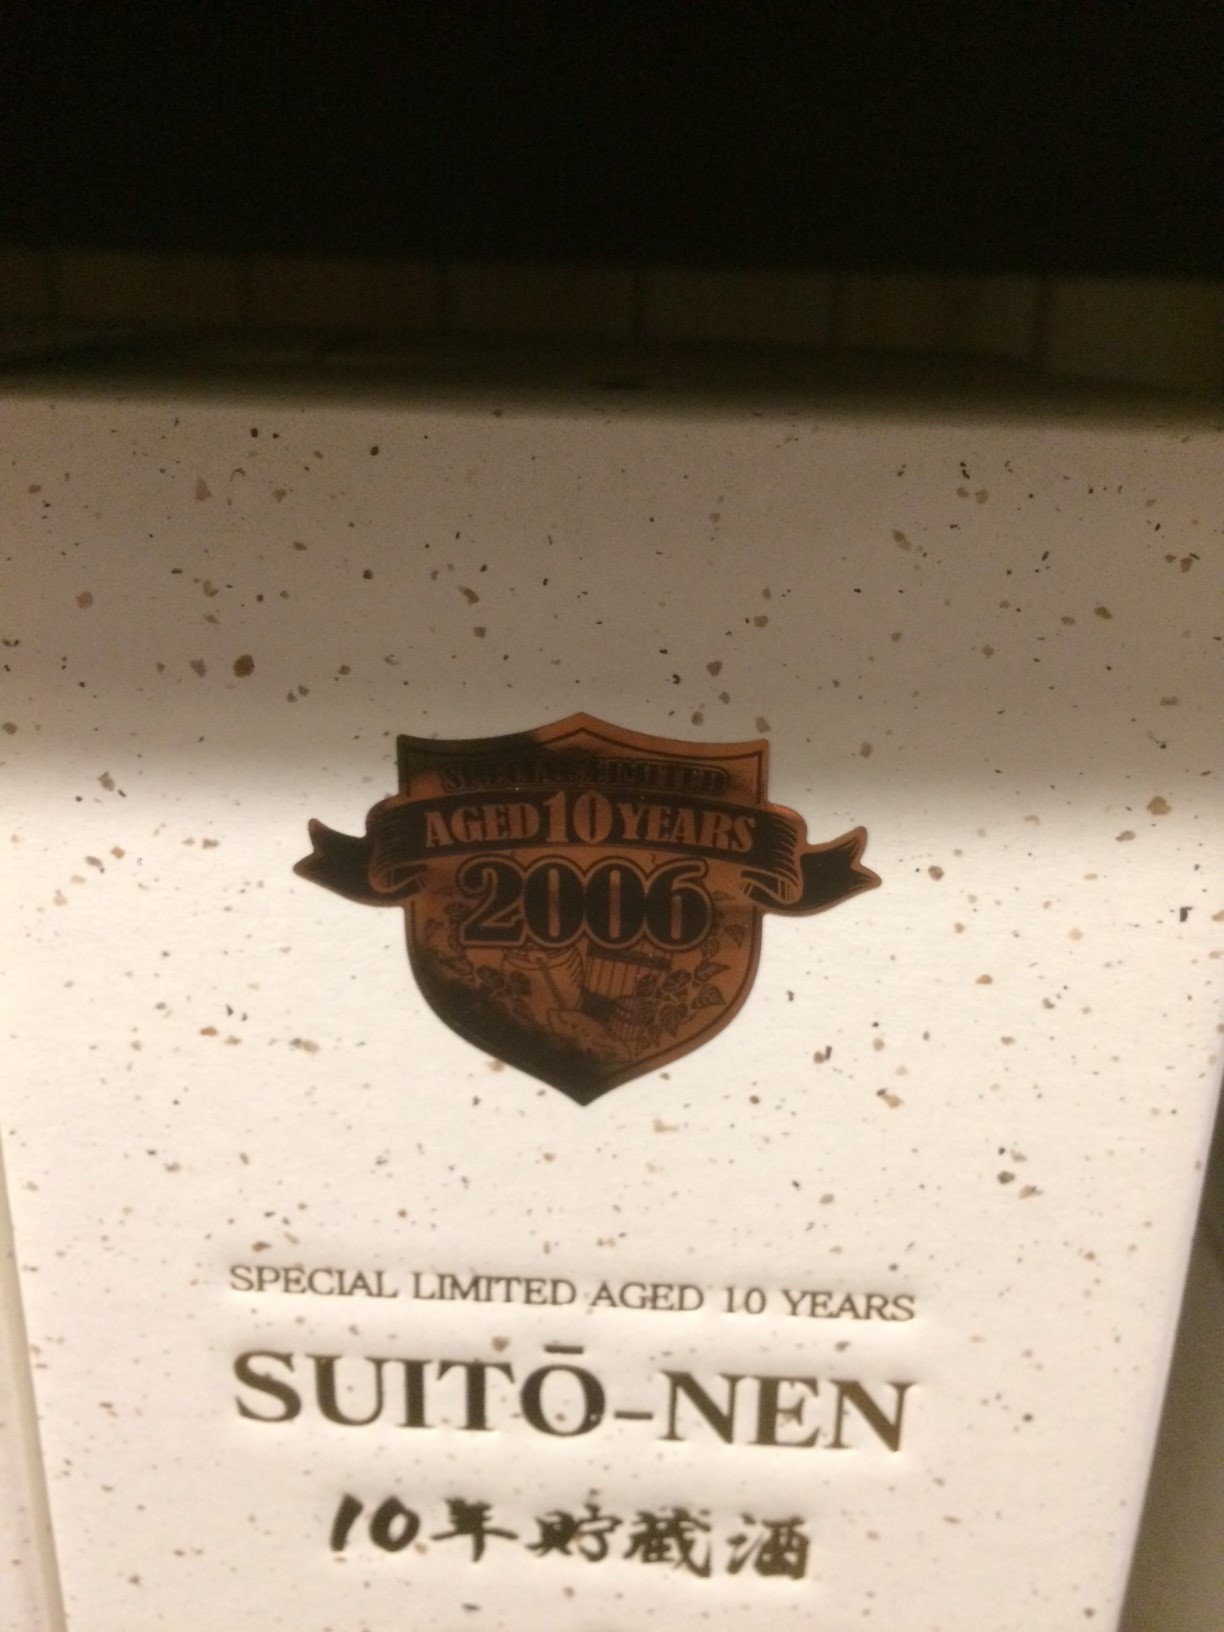 SPECIAL LIMITED
AGED 10 YEARS
2006
SPECIAL LIMITED AGED 10 YEARS
SUITŌ-NEN
10年貯蔵酒